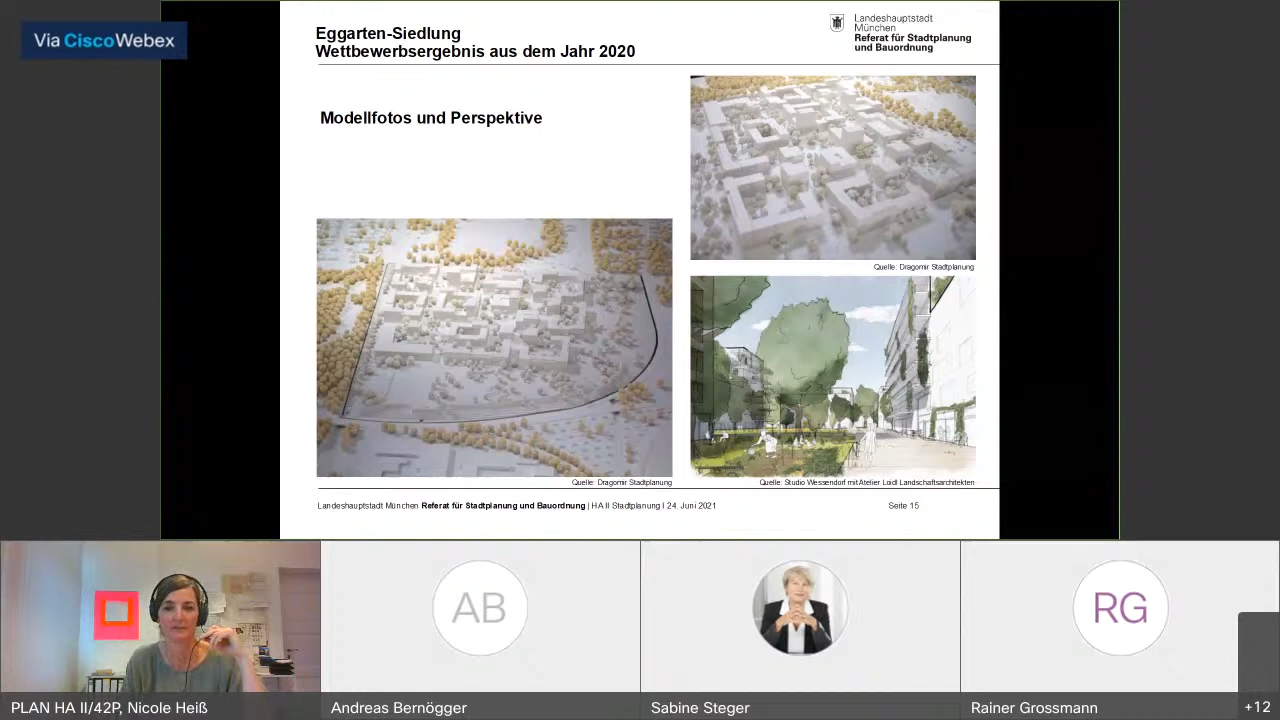 Via Cisco Webex
Eggarten-Siedlung
Wettbewerbsergebnis aus dem Jahr 2020
Landeshauptstadt
München
Referat für Stadtplanung
und Bauordnung
Modellfotos und Perspektive
Quelle: Dragomir Stadtplanung
Quelle: Dragomir Stadtplanung
Quelle: Studio Wessendorf mit Atelier Loidl Landschaftsarchitekten
Landeshauptstadt München Referat für Stadtplanung und Bauordnung | HA II Stadtplanung I 24. Juni 2021
Seite 15
AB
RG
PLAN HA II/42P, Nicole Heiß
Andreas Bernögger
Sabine Steger
Rainer Grossmann
+12